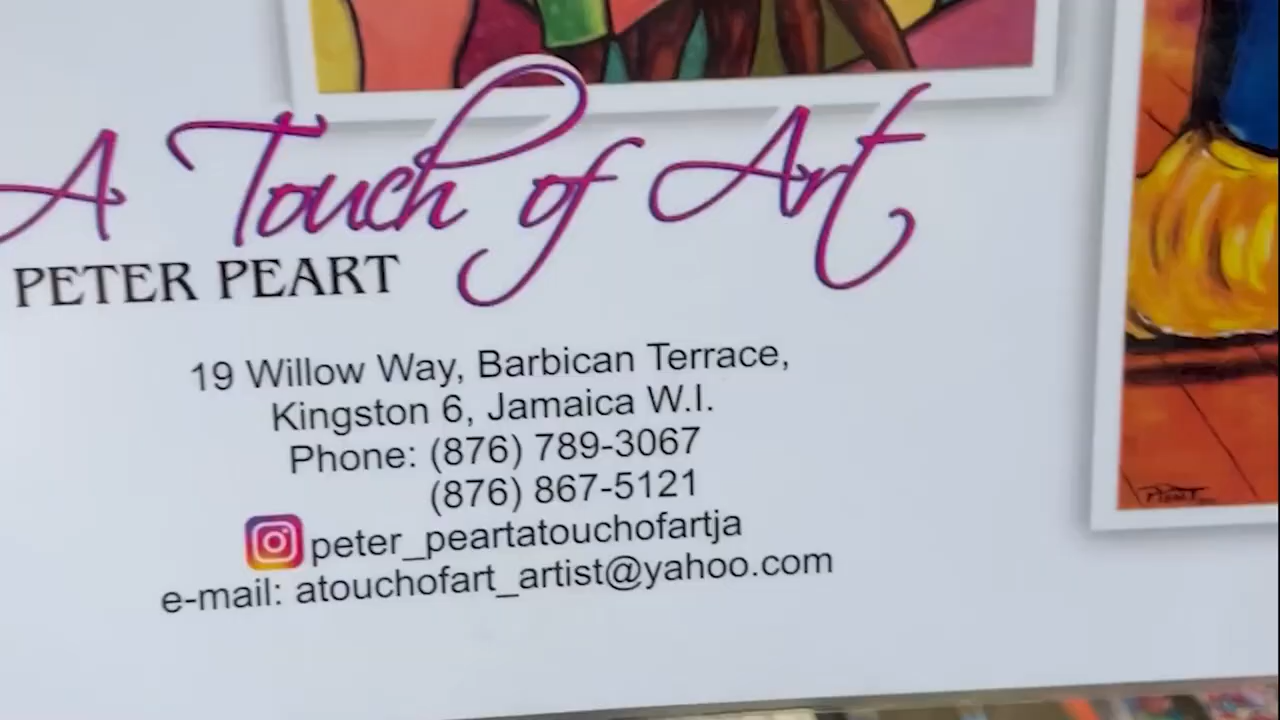 A Touch of Art
PETER PEART
19 Willow Way, Barbican Terrace,
Kingston 6, Jamaica W.I.
Phone: (876) 789-3067
(876) 867-5121
peter_peartatouchofartja
e-mail: atouchofart_artist@yahoo.com